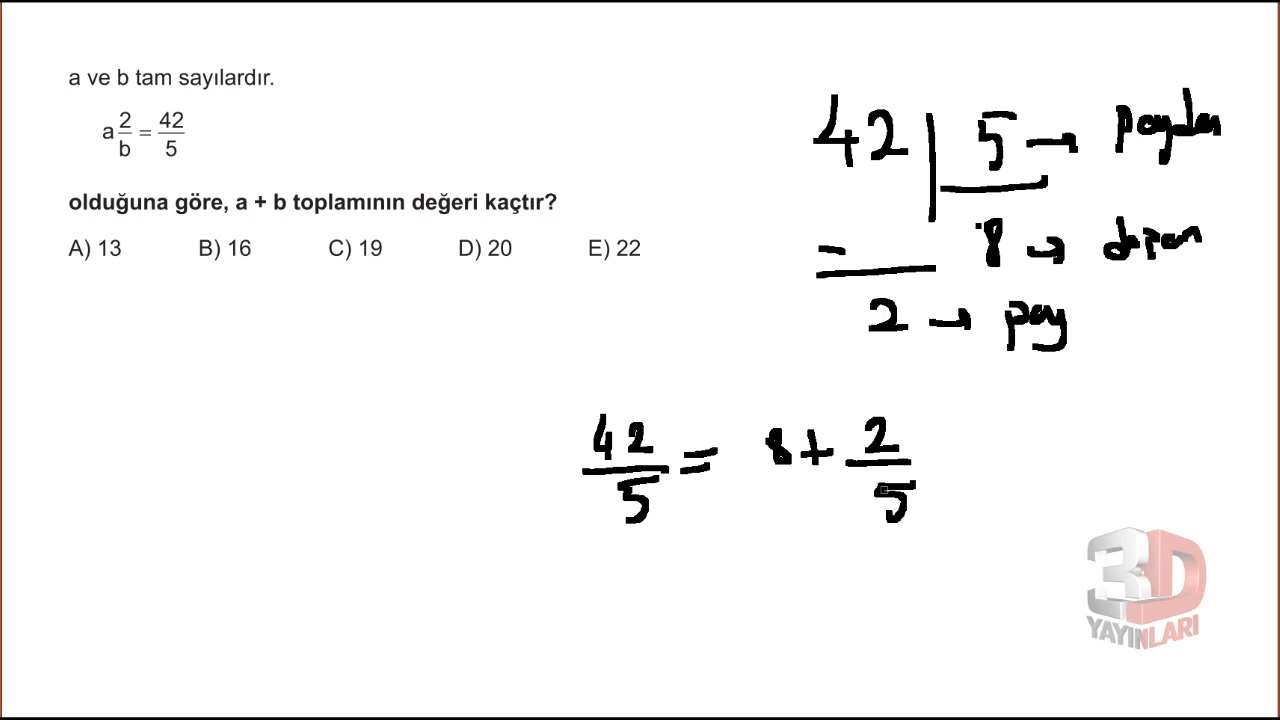 a ve b tam sayılardır.
a 2/b = 42/5
olduğuna göre, a + b toplamının değeri kaçtır?
A) 13 B) 16 C) 19 D) 20 E) 22
42 | 5 → payda
8 →
2 → pay
42/5 = 8 + 2/5
3D
YAYINLARI